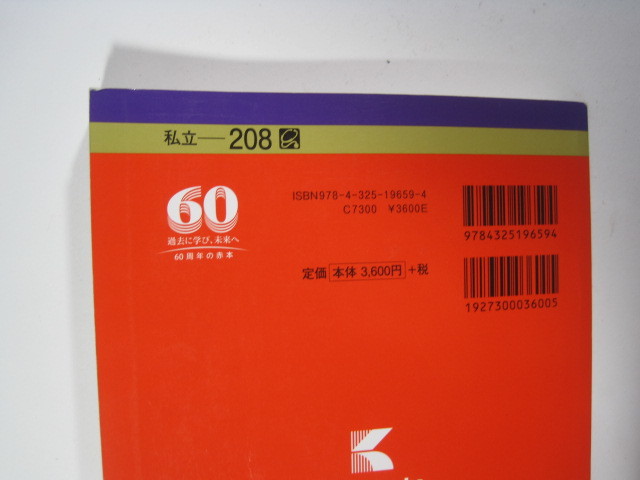 私立—208
60
過去に学び、未来へ
60周年の赤本
ISBN978-4-325-19659-4
C7300 ¥3600E
9784325196594
定価 本体 3,600円 +税
1927300036005